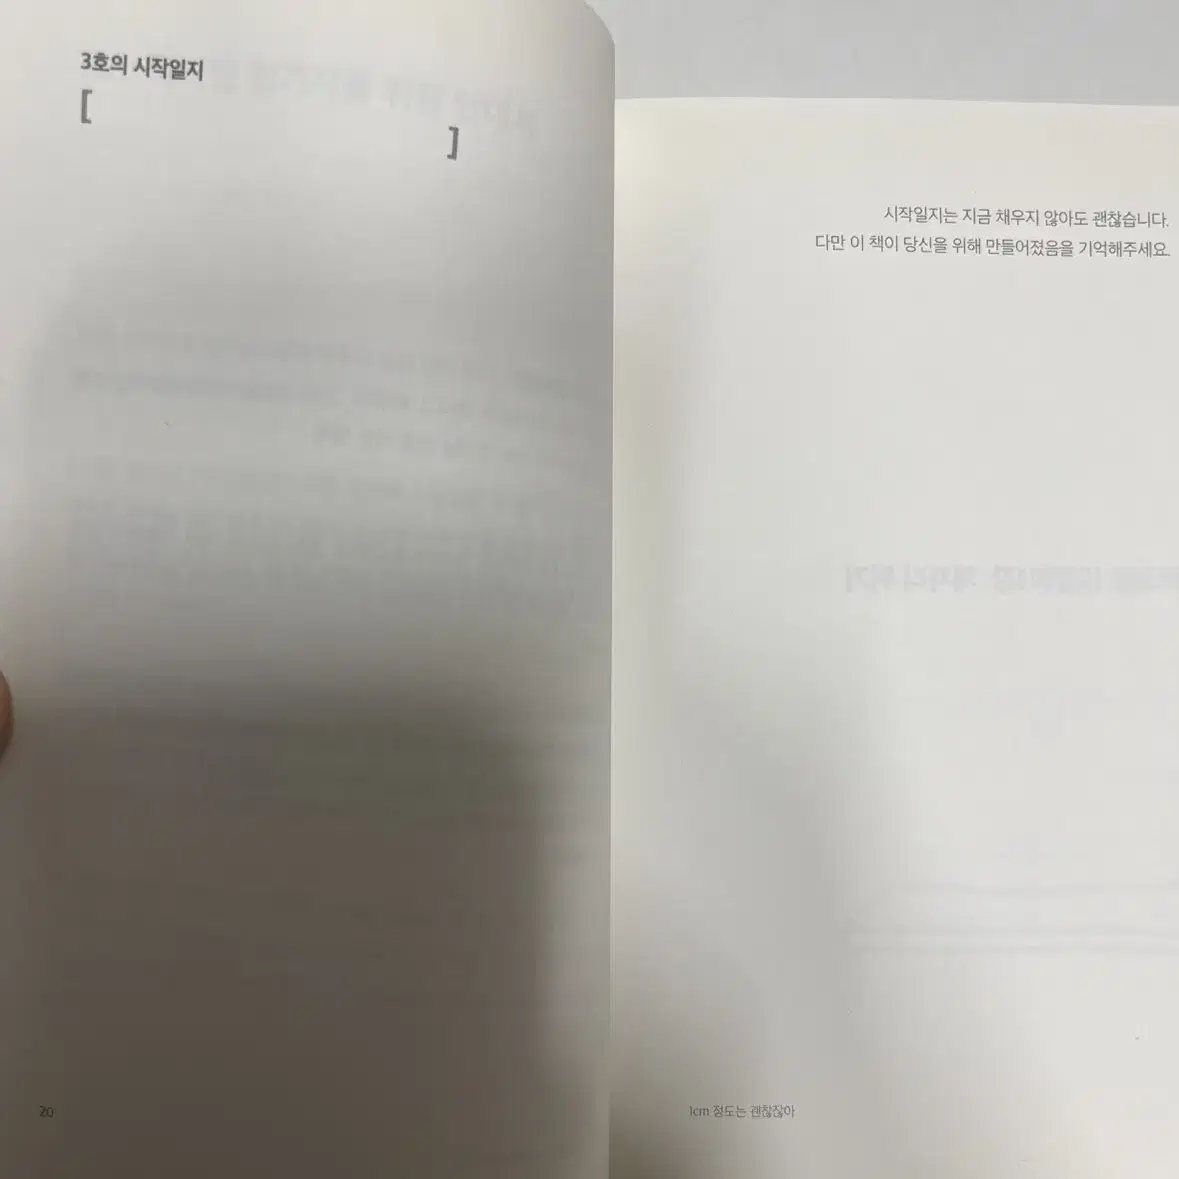 3호의 시작일지
[
]
20
시작일지는 지금 채우지 않아도 괜찮습니다.
다만 이 책이 당신을 위해 만들어졌음을 기억해주세요.
1cm 정도는 괜찮잖아